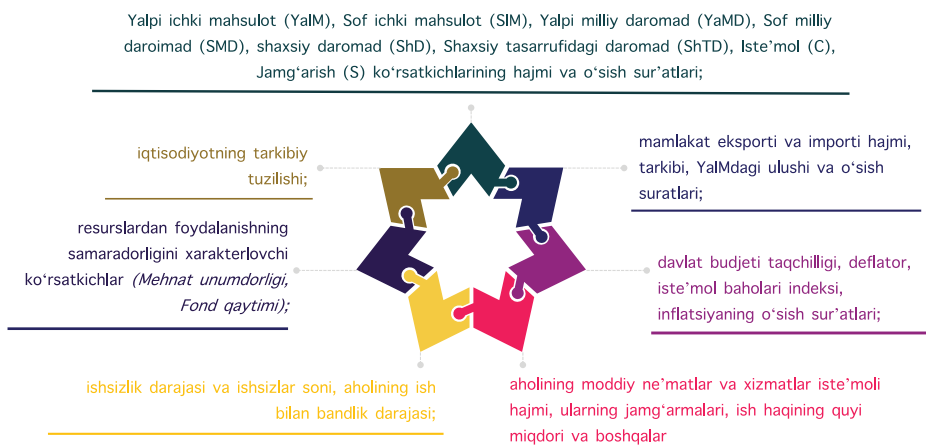 Yalpi ichki mahsulot (YaIM), Sof ichki mahsulot (SIM), Yalpi milliy daromad (YaMD), Sof milliy
daroimad (SMD), shaxsiy daromad (ShD), Shaxsiy tasarrufidagi daromad (ShTD), Iste’mol (C),
Jamg‘arish (S) ko‘rsatkichlarining hajmi va o‘sish sur’atlari;
iqtisodiyotning tarkibiy
tuzilishi;
mamlakat eksporti va importi hajmi,
tarkibi, YaIMdagi ulushi va o‘sish
suratlari;
resurslardan foydalanishning
samaradorligini xarakterlovchi
ko‘rsatkichlar (Mehnat unumdorligi,
Fond qaytimi);
davlat budjeti taqchilligi, deflator,
iste’mol baholari indeksi,
inflatsiyaning o‘sish sur’atlari;
ishsizlik darajasi va ishsizlar soni, aholining ish
bilan bandlik darajasi;
aholining moddiy ne’matlar va xizmatlar iste’moli
hajmi, ularning jamg‘armalari, ish haqining quyi
miqdori va boshqalar